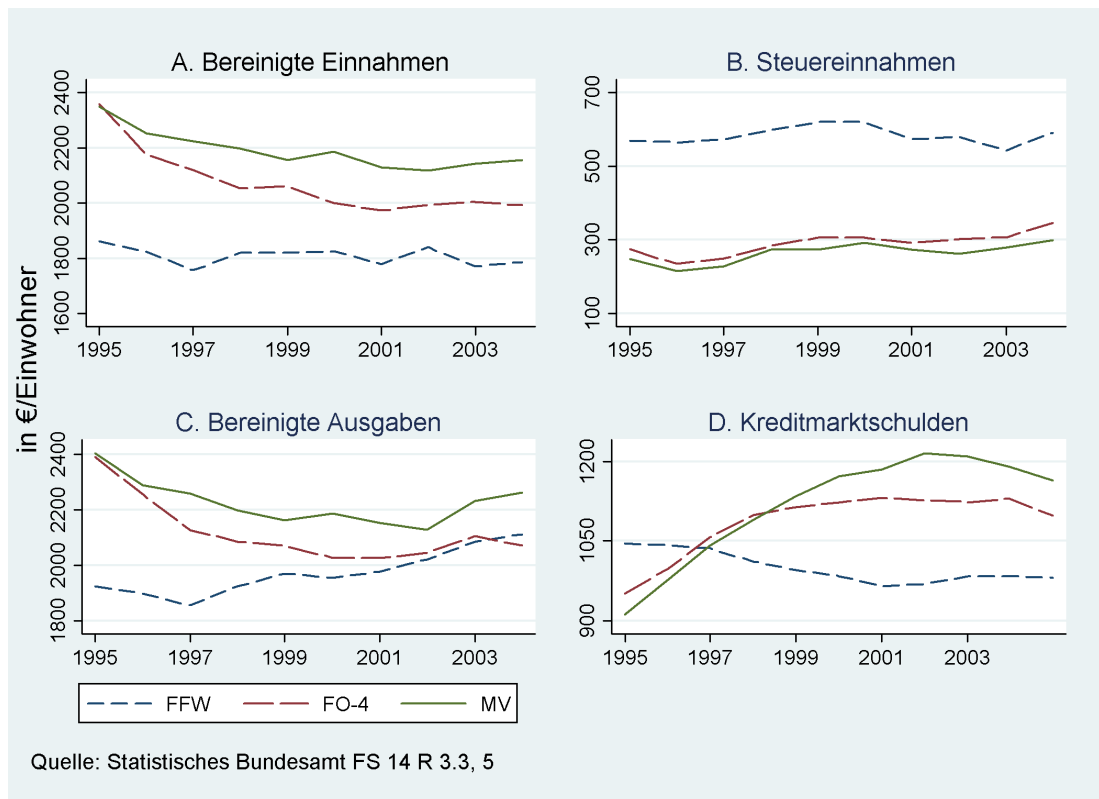 in €/Einwohner
A. Bereinigte Einnahmen
2400
2200
2000
1800
1600
1995 1997 1999 2001 2003
B. Steuereinnahmen
700
500
300
100
1995 1997 1999 2001 2003
C. Bereinigte Ausgaben
2400
2200
2000
1800
1995 1997 1999 2001 2003
D. Kreditmarktschulden
1200
1050
900
1995 1997 1999 2001 2003
FFW FO-4 MV
Quelle: Statistisches Bundesamt FS 14 R 3.3, 5